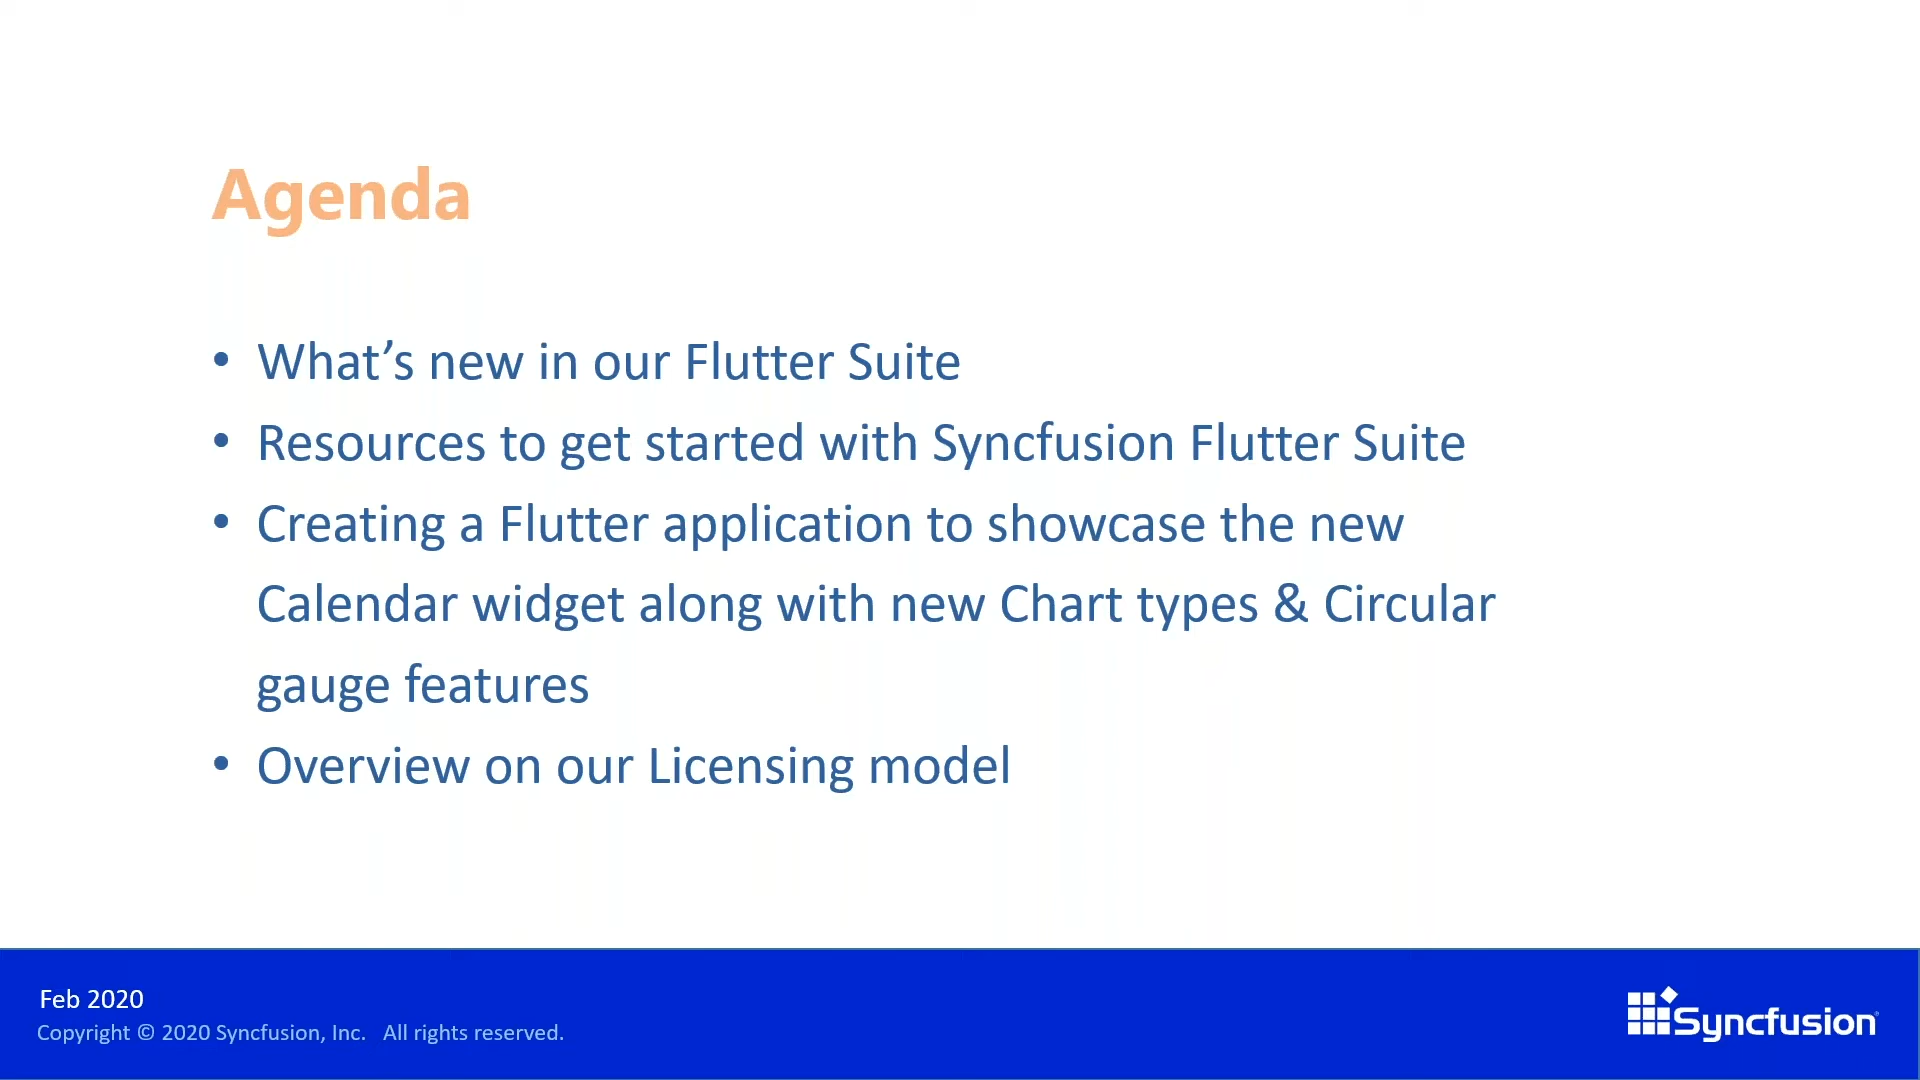 Agenda
• What’s new in our Flutter Suite
• Resources to get started with Syncfusion Flutter Suite
• Creating a Flutter application to showcase the new
Calendar widget along with new Chart types & Circular
gauge features
• Overview on our Licensing model
Feb 2020
Copyright © 2020 Syncfusion, Inc. All rights reserved.
Syncfusion